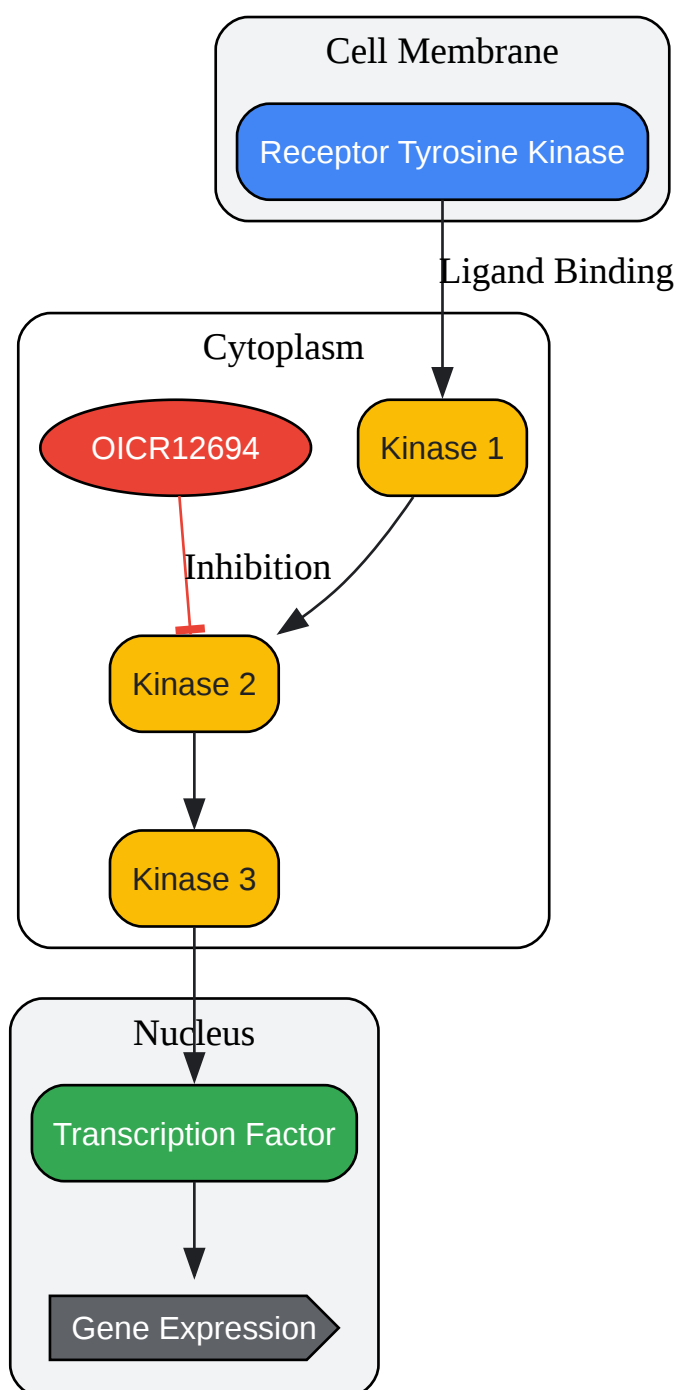 Cell Membrane
Receptor Tyrosine Kinase
Ligand Binding
Cytoplasm
OICR12694
Kinase 1
Inhibition
Kinase 2
Kinase 3
Nucleus
Transcription Factor
Gene Expression